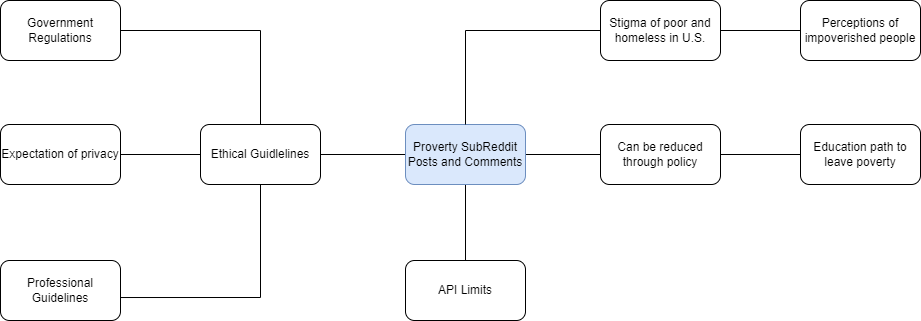 Government
Regulations
Stigma of poor and
homeless in U.S.
Perceptions of
impoverished people
Expectation of privacy
Ethical Guidlelines
Proverty SubReddit
Posts and Comments
Can be reduced
through policy
Education path to
leave poverty
Professional
Guidelines
API Limits